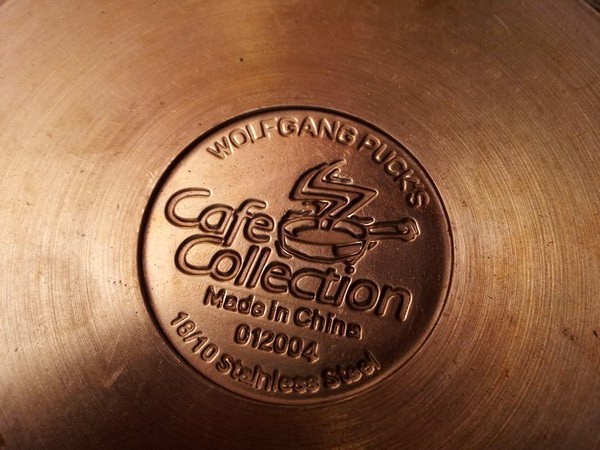 WOLFGANG PUCK'S
Cafe
Collection
Made in China
012004
18/10 Stainless Steel